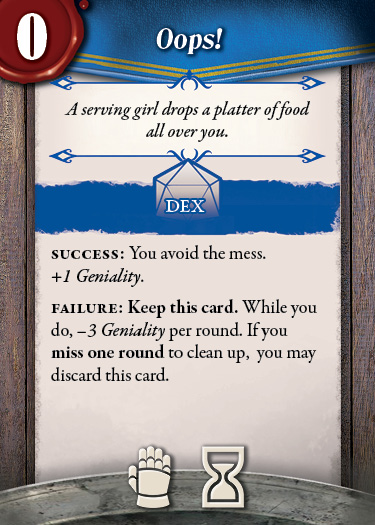 0
Oops!
A serving girl drops a platter of food
all over you.
DEX
SUCCESS: You avoid the mess.
+1 Geniality.
FAILURE: Keep this card. While you
do, –3 Geniality per round. If you
miss one round to clean up, you may
discard this card.